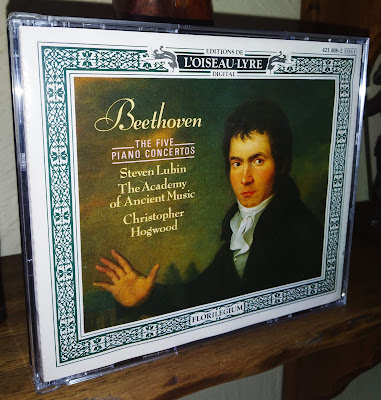 EDITIONS DE
L'OISEAU-LYRE
DIGITAL
Beethoven
THE FIVE
PIANO CONCERTOS
Steven Lubin
The Academy
of Ancient Music
Christopher
Hogwood
FLORILEGIUM